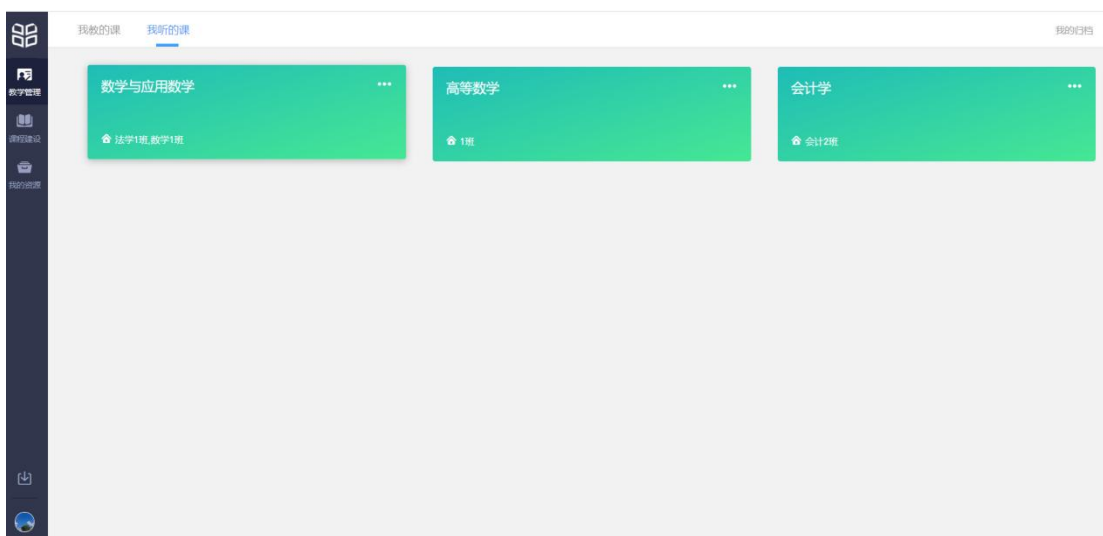 我教的课 我听的课 我的归档
教学管理
课程建设
我的资源
数学与应用数学
法学1班,数学1班
高等数学
1班
会计学
会计2班